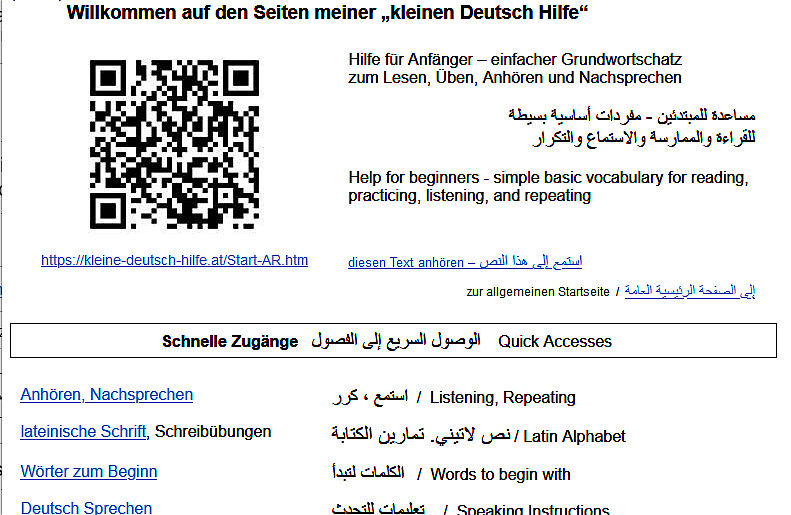 Willkommen auf den Seiten meiner „kleinen Deutsch Hilfe“
Hilfe für Anfänger – einfacher Grundwortschatz
zum Lesen, Üben, Anhören und Nachsprechen
مساعدة للمبتدئين - مفردات أساسية بسيطة
للقراءة والممارسة والاستماع والتكرار
Help for beginners - simple basic vocabulary for reading,
practicing, listening, and repeating
https://kleine-deutsch-hilfe.at/Start-AR.htm
diesen Text anhören – استمع إلى هذا النص
zur allgemeinen Startseite / إلى الصفحة الرئيسية العامة
Schnelle Zugänge الوصول السريع إلى الفصول Quick Accesses
Anhören, Nachsprechen استمع ، كرر / Listening, Repeating
lateinische Schrift, Schreibübungen نص لاتيني. تمارين الكتابة / Latin Alphabet
Wörter zum Beginn الكلمات لتبدأ / Words to begin with
Deutsch Sprechen تعليمات للتحدث / Speaking Instructions